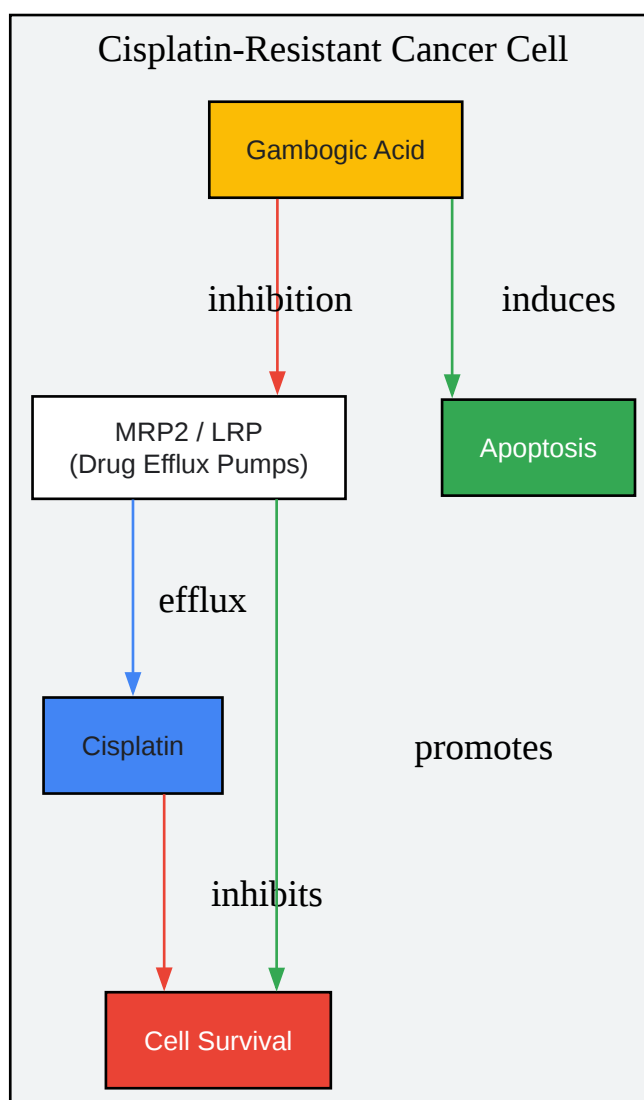 Cisplatin-Resistant Cancer Cell
Gambogic Acid
inhibition
induces
MRP2 / LRP
(Drug Efflux Pumps)
Apoptosis
efflux
Cisplatin
promotes
inhibits
Cell Survival